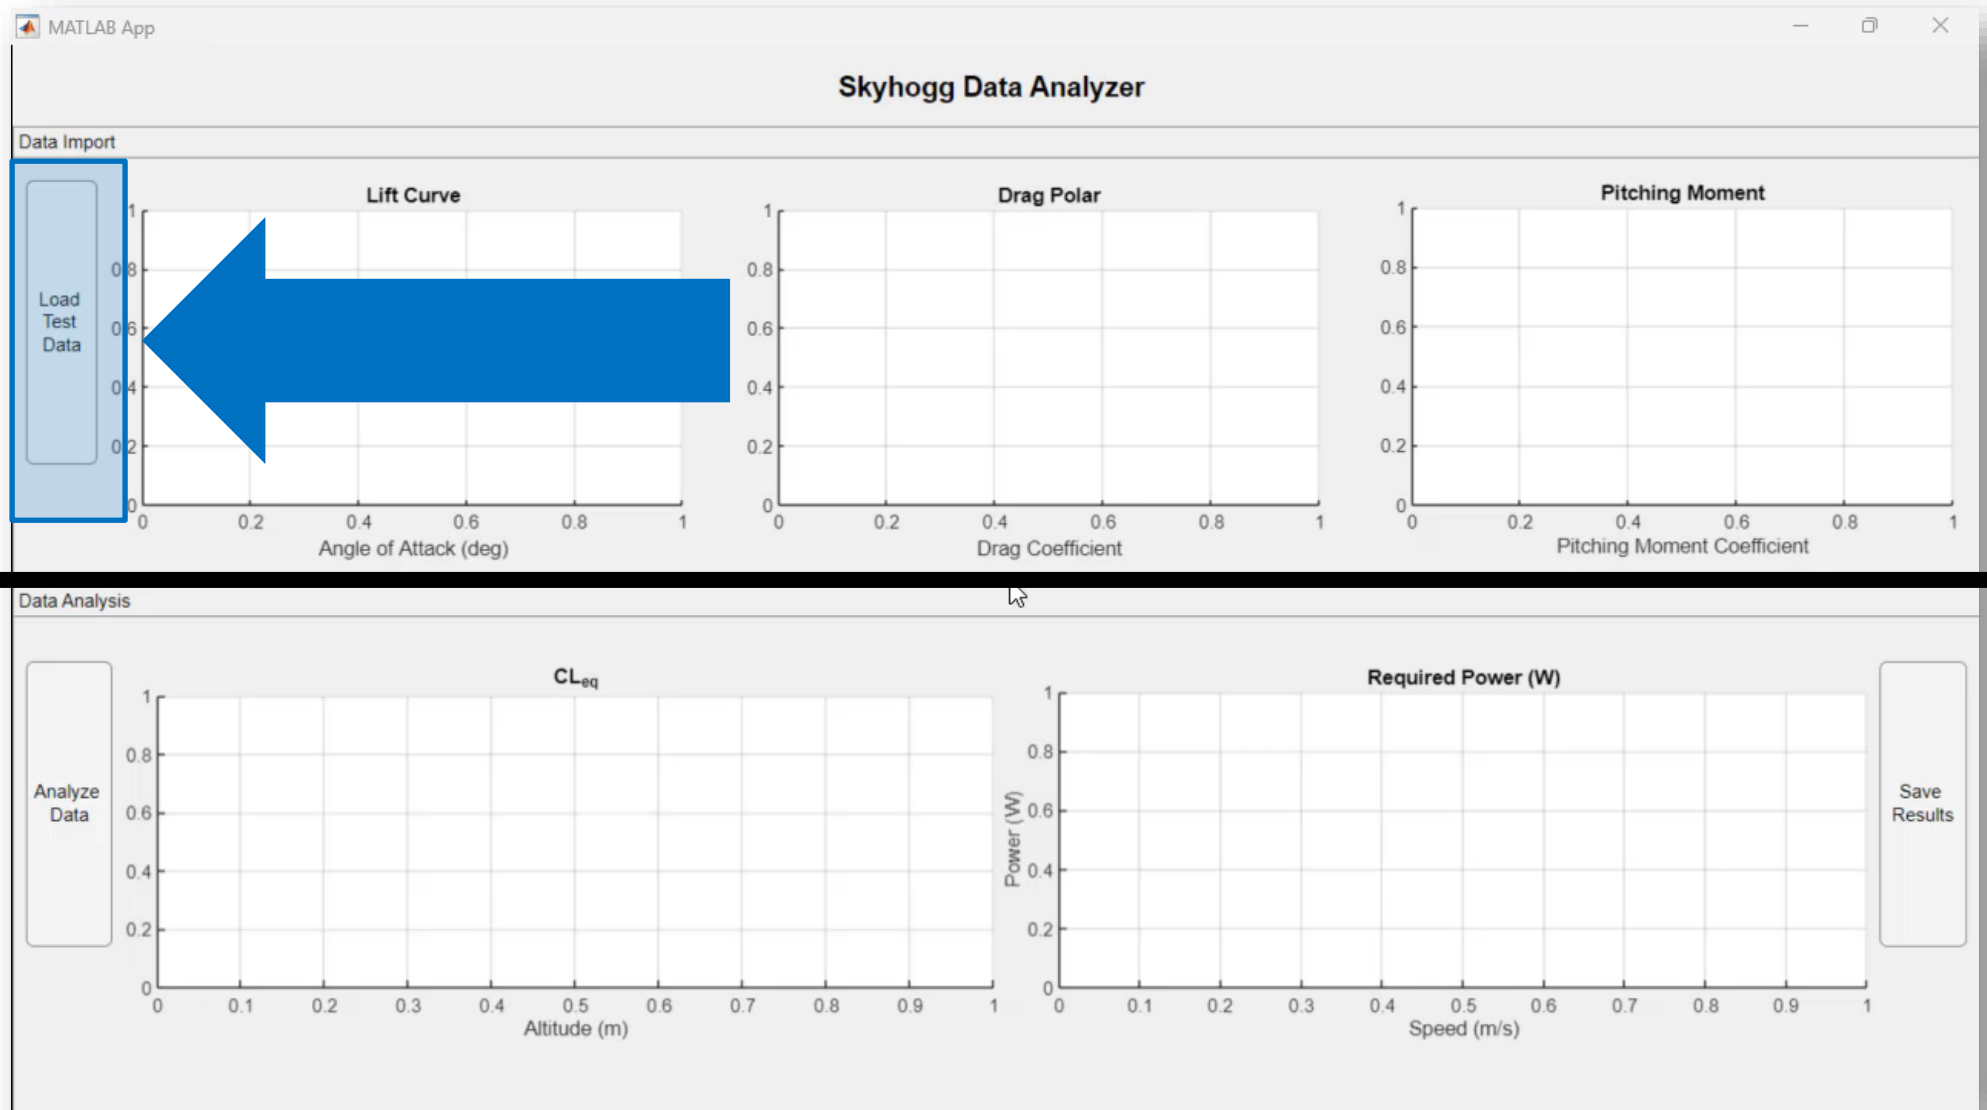 MATLAB App
Skyhogg Data Analyzer
Data Import
Load
Test
Data
Lift Curve
1
0.8
0.6
0.4
0.2
0
0 0.2 0.4 0.6 0.8 1
Angle of Attack (deg)
Drag Polar
1
0.8
0.6
0.4
0.2
0
0 0.2 0.4 0.6 0.8 1
Drag Coefficient
Pitching Moment
1
0.8
0.6
0.4
0.2
0
0 0.2 0.4 0.6 0.8 1
Pitching Moment Coefficient
Data Analysis
Analyze
Data
CLeq
1
0.8
0.6
0.4
0.2
0
0 0.1 0.2 0.3 0.4 0.5 0.6 0.7 0.8 0.9 1
Altitude (m)
Required Power (W)
Power (W)
1
0.8
0.6
0.4
0.2
0
0 0.1 0.2 0.3 0.4 0.5 0.6 0.7 0.8 0.9 1
Speed (m/s)
Save
Results